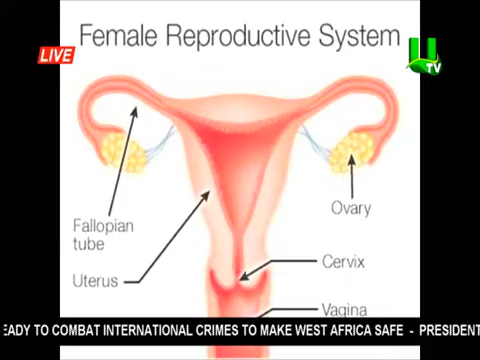 Female Reproductive System
LIVE
U
TV
Fallopian
tube
Ovary
Uterus
Cervix
Vagina
EADY TO COMBAT INTERNATIONAL CRIMES TO MAKE WEST AFRICA SAFE - PRESIDENT